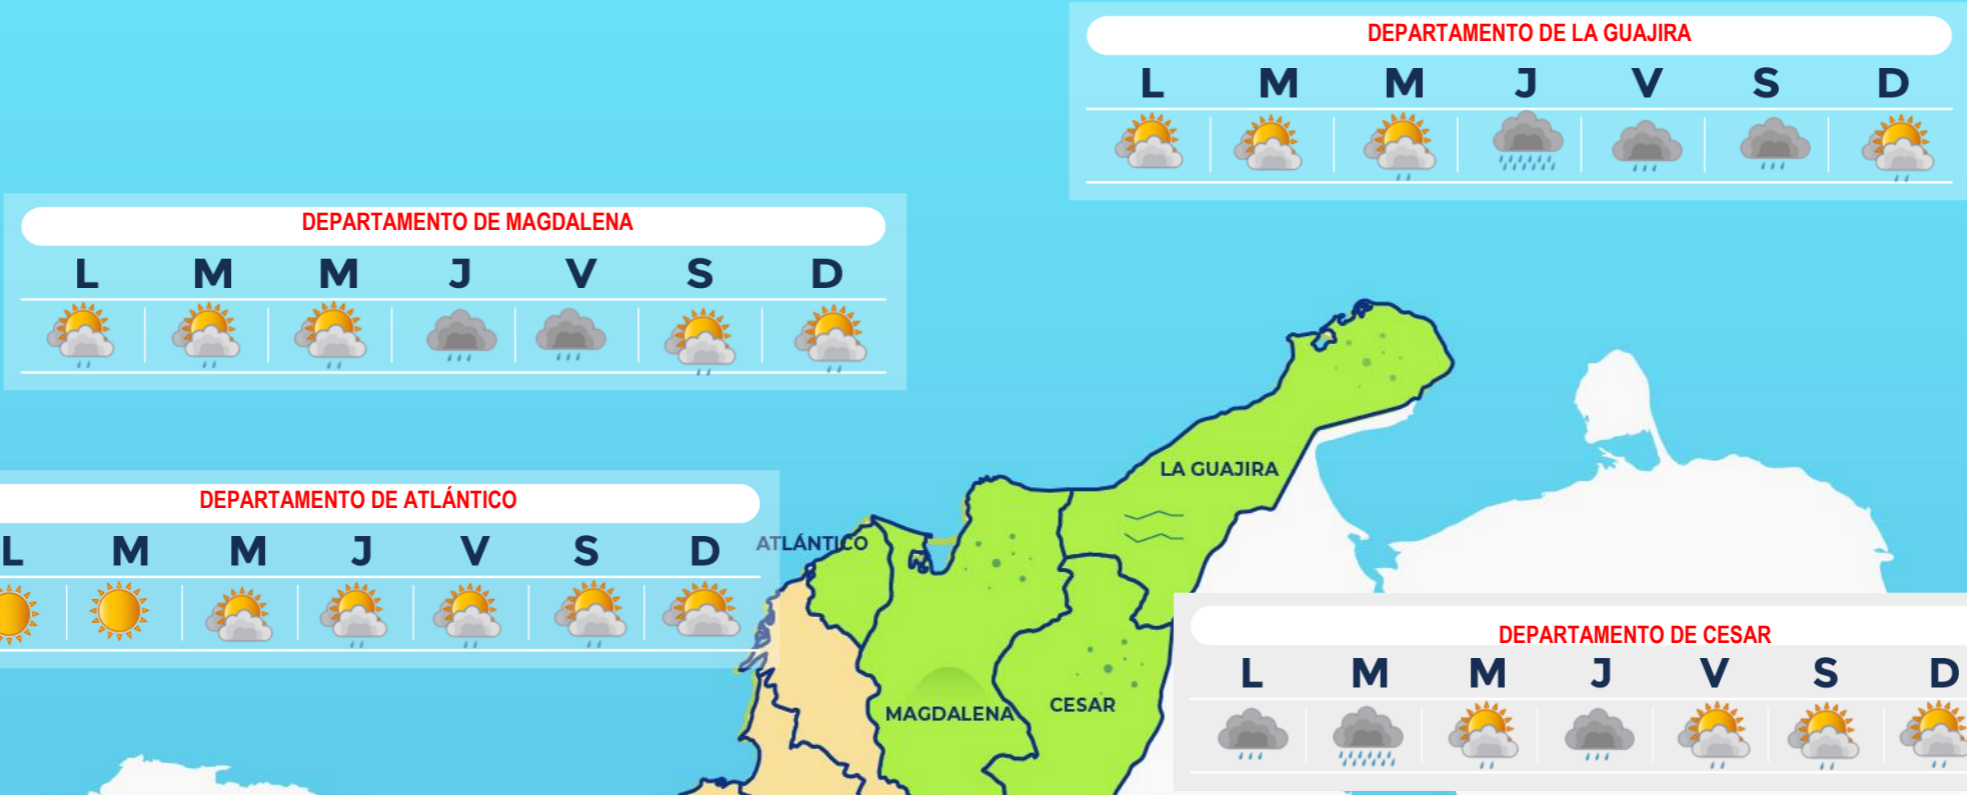 DEPARTAMENTO DE LA GUAJIRA
L M M J V S D
DEPARTAMENTO DE MAGDALENA
L M M J V S D
LA GUAJIRA
DEPARTAMENTO DE ATLÁNTICO
L M M J V S D
ATLÁNTICO
DEPARTAMENTO DE CESAR
L M M J V S D
MAGDALENA
CESAR